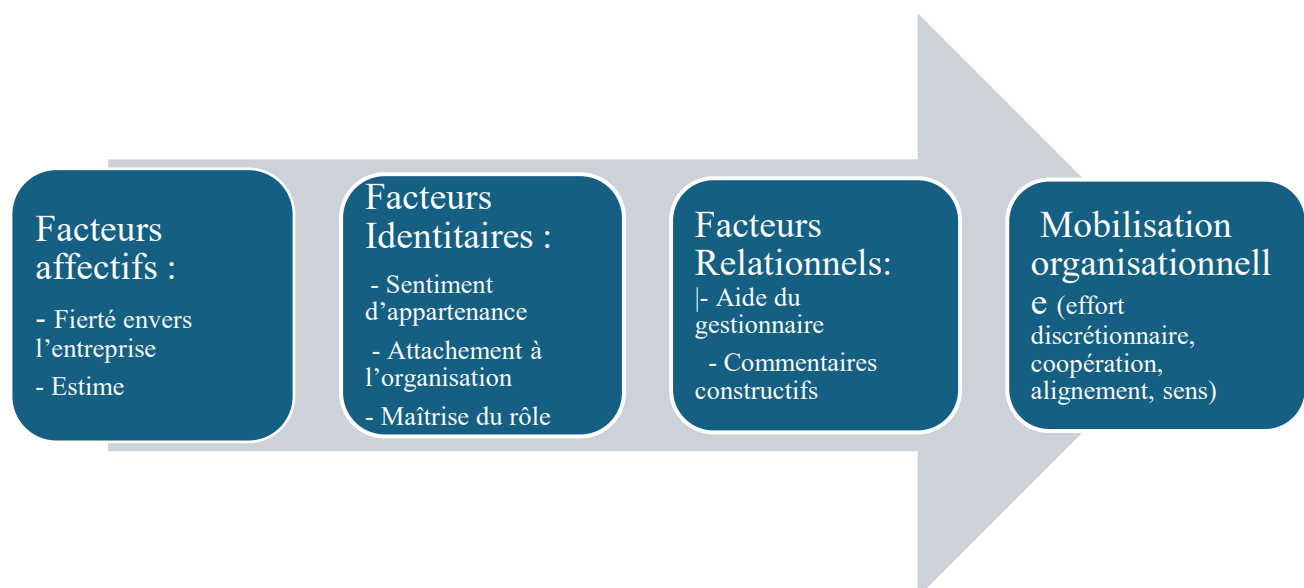 Facteurs
affectifs :
- Fierté envers
l’entreprise
- Estime
Facteurs
Identitaires :
- Sentiment
d’appartenance
- Attachement à
l’organisation
- Maîtrise du rôle
Facteurs
Relationnels:
|- Aide du
gestionnaire
- Commentaires
constructifs
Mobilisation
organisationnell
e (effort
discrétionnaire,
coopération,
alignement, sens)